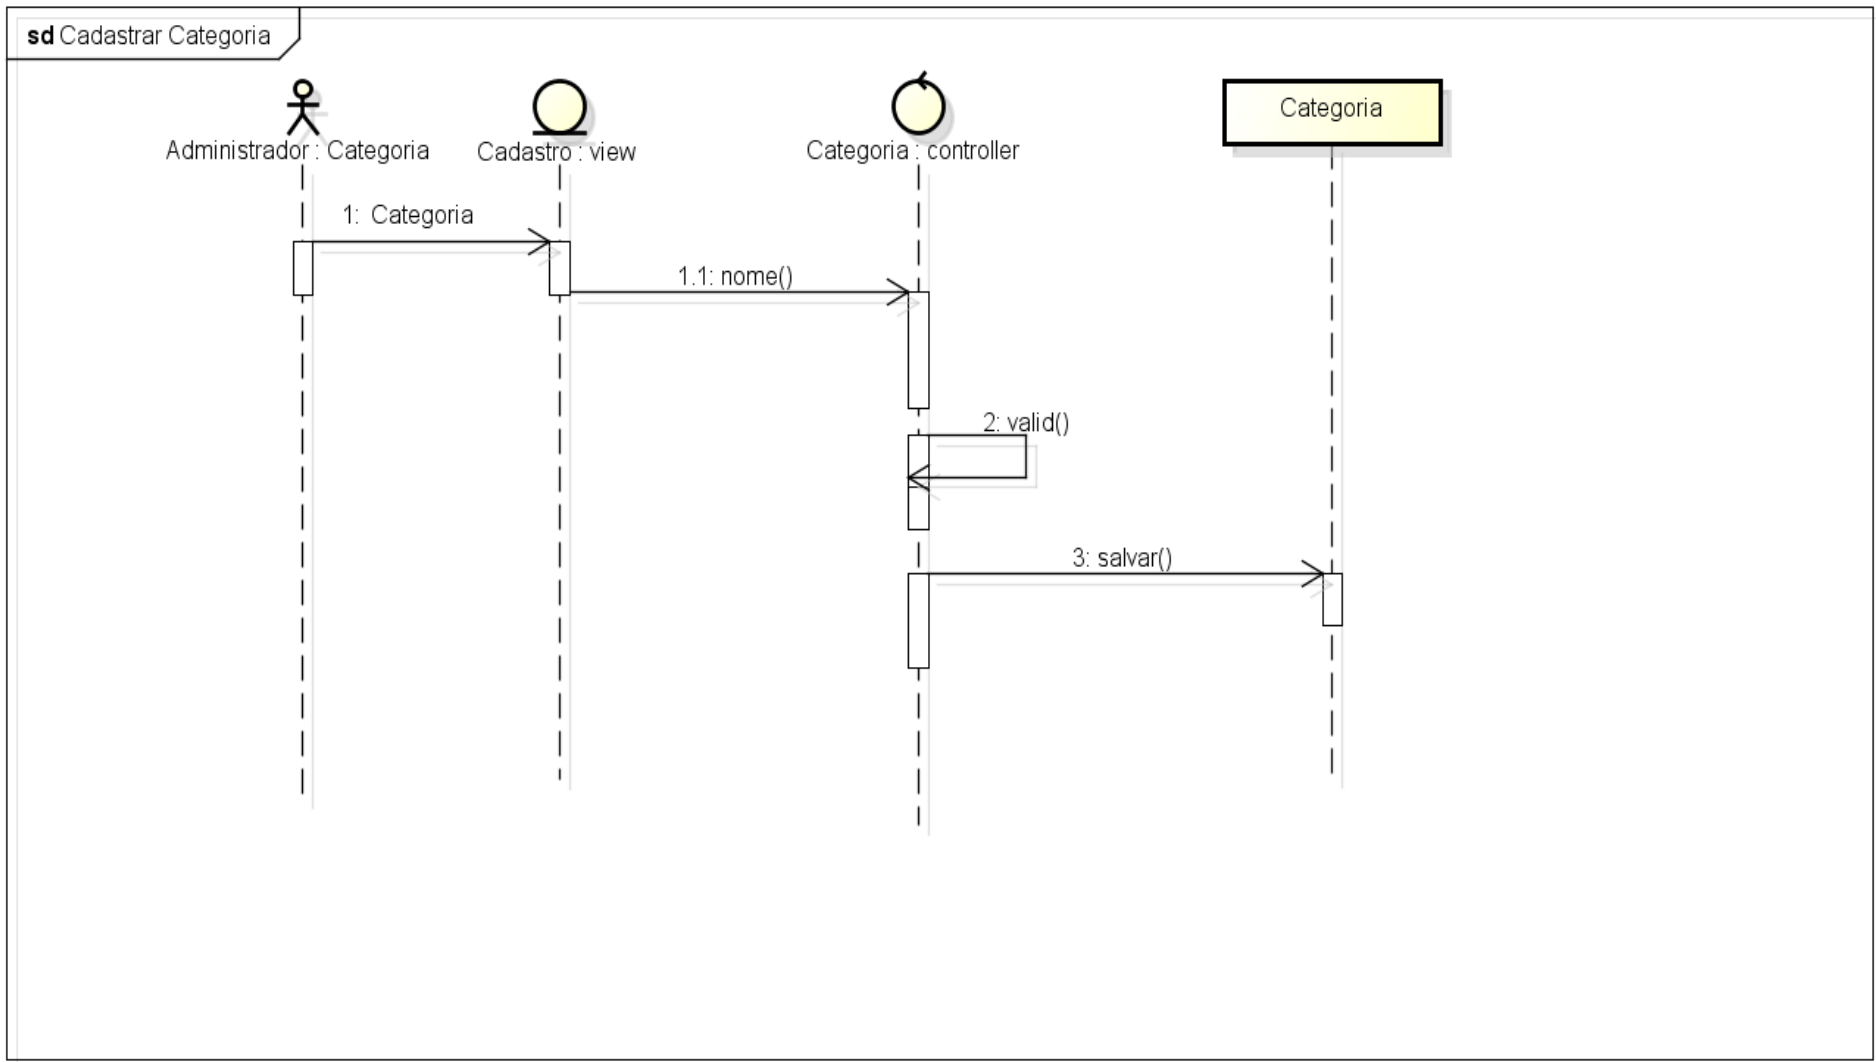 sd Cadastrar Categoria
Administrador : Categoria
Cadastro : view
Categoria : controller
Categoria
1: Categoria
1.1: nome()
2: valid()
3: salvar()